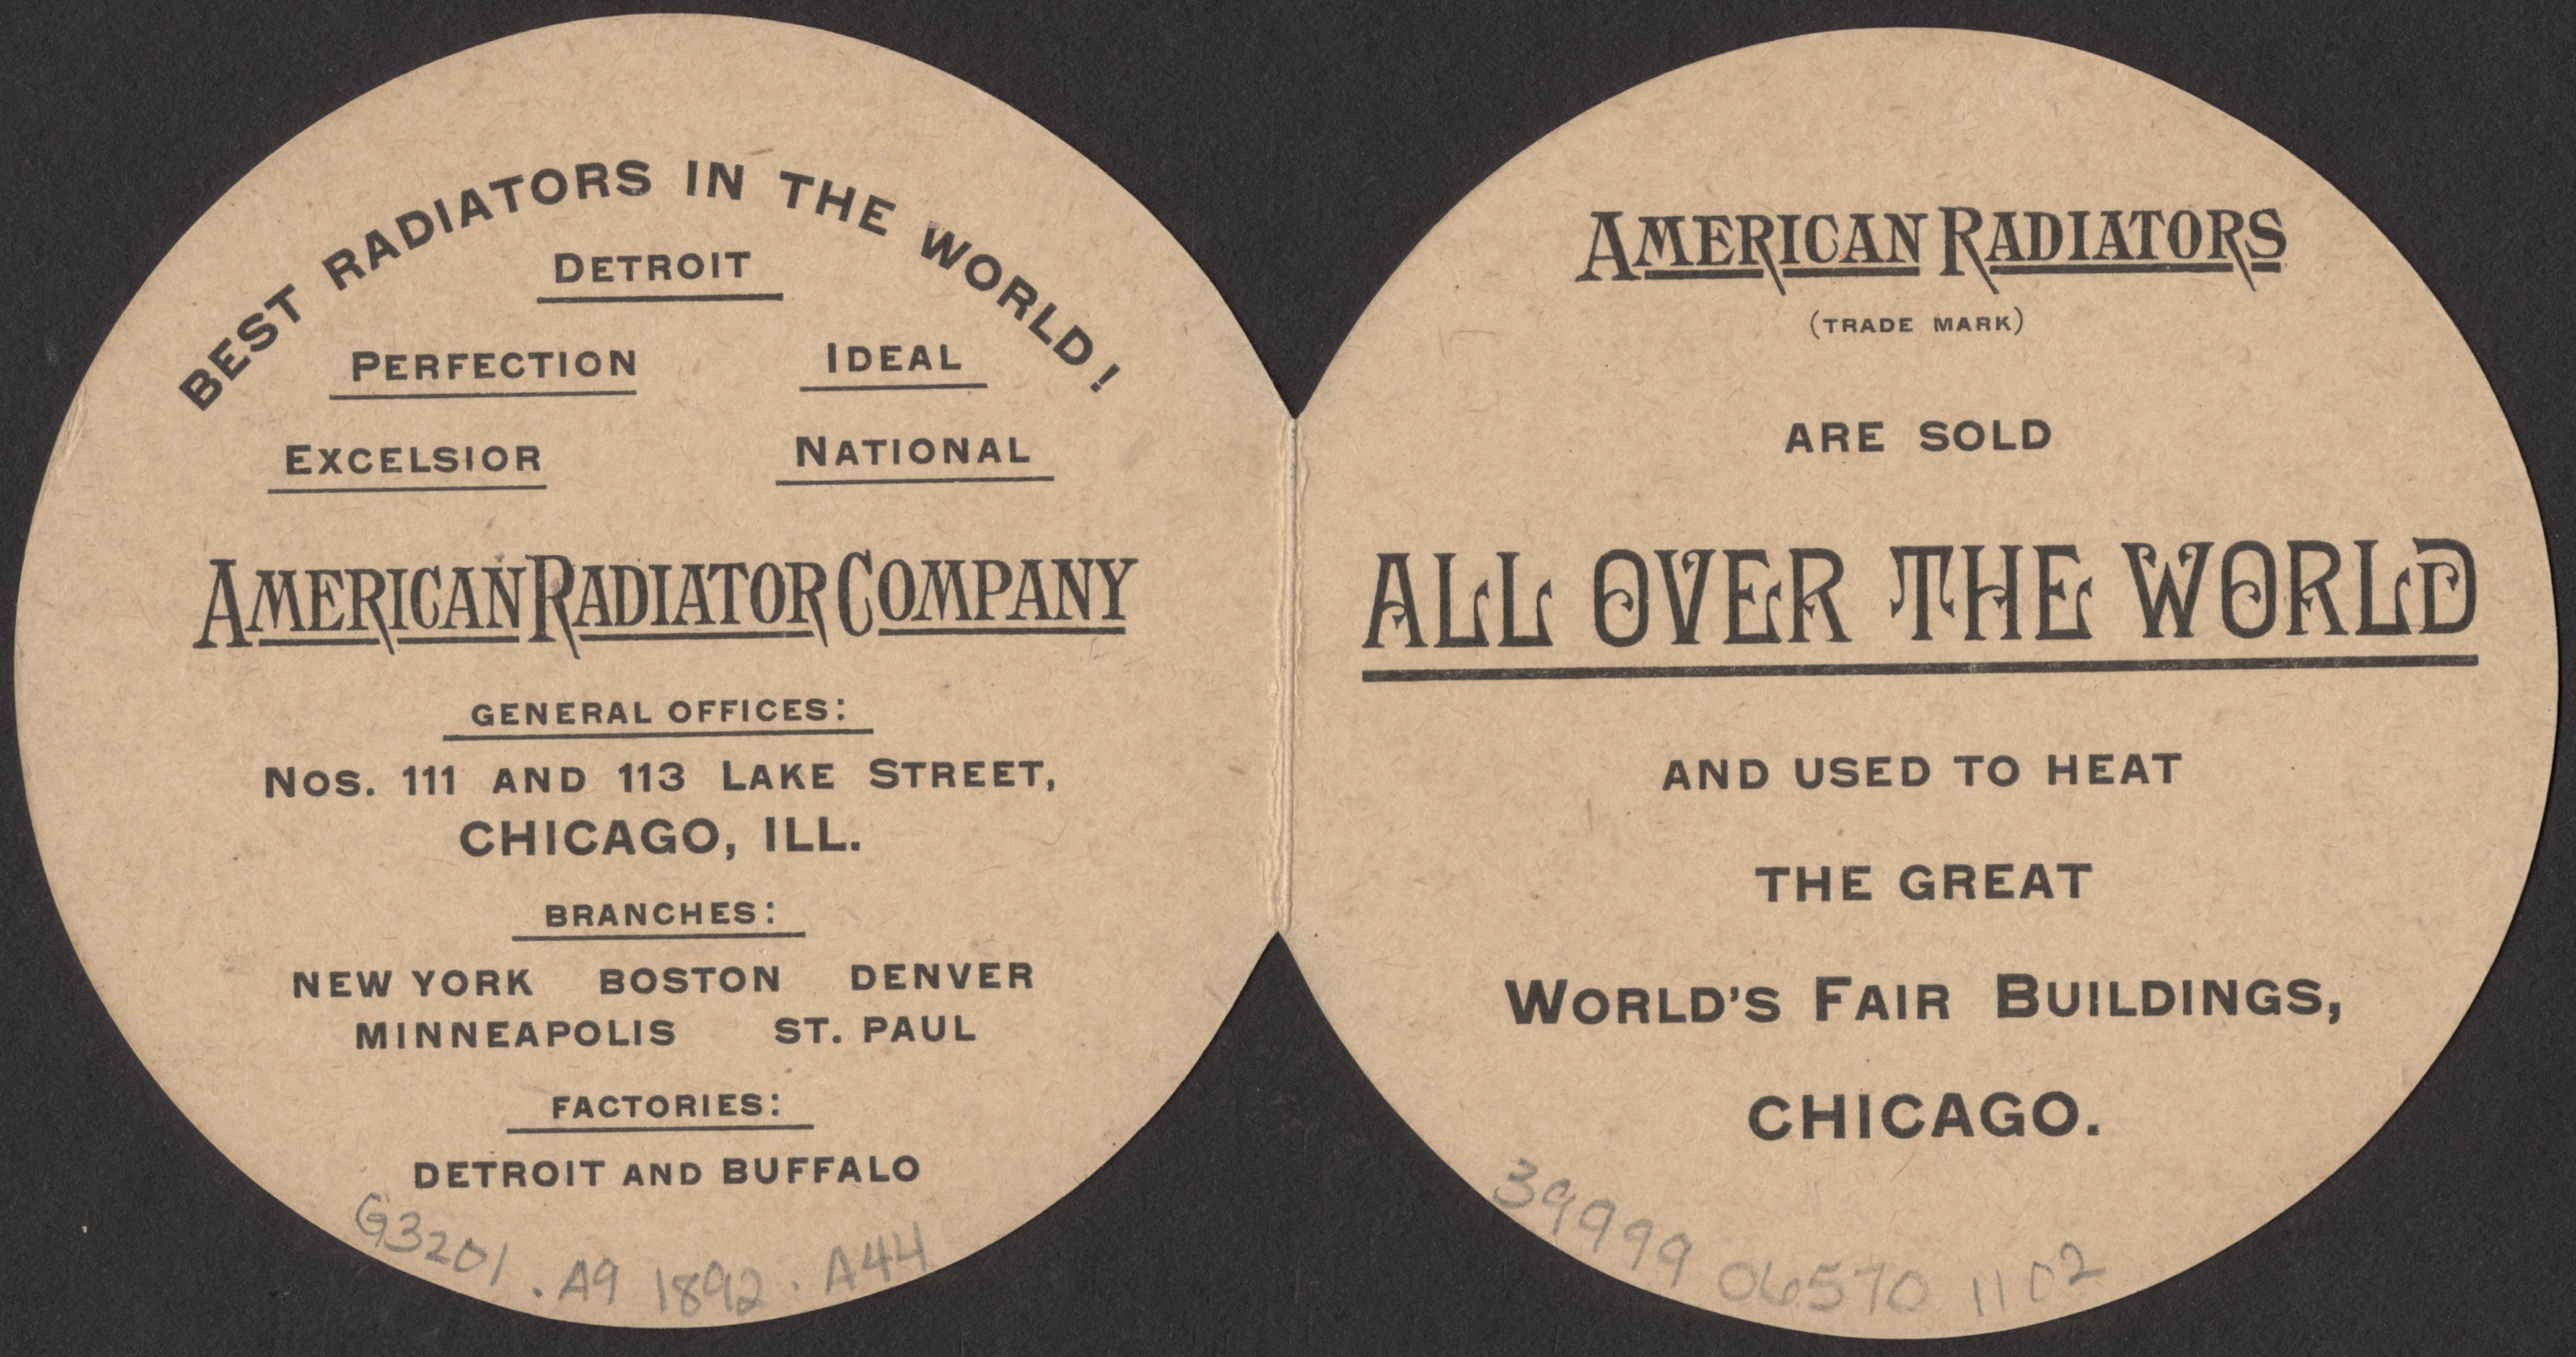 BEST RADIATORS IN THE WORLD!
DETROIT
PERFECTION IDEAL
EXCELSIOR NATIONAL
AMERICAN RADIATOR COMPANY
GENERAL OFFICES:
NOS. 111 AND 113 LAKE STREET,
CHICAGO, ILL.
BRANCHES:
NEW YORK BOSTON DENVER
MINNEAPOLIS ST. PAUL
FACTORIES:
DETROIT AND BUFFALO
G3201 .A9 1892 .A44
AMERICAN RADIATORS
(TRADE MARK)
ARE SOLD
ALL OVER THE WORLD
AND USED TO HEAT
THE GREAT
WORLD'S FAIR BUILDINGS,
CHICAGO.
39999 06570 1102